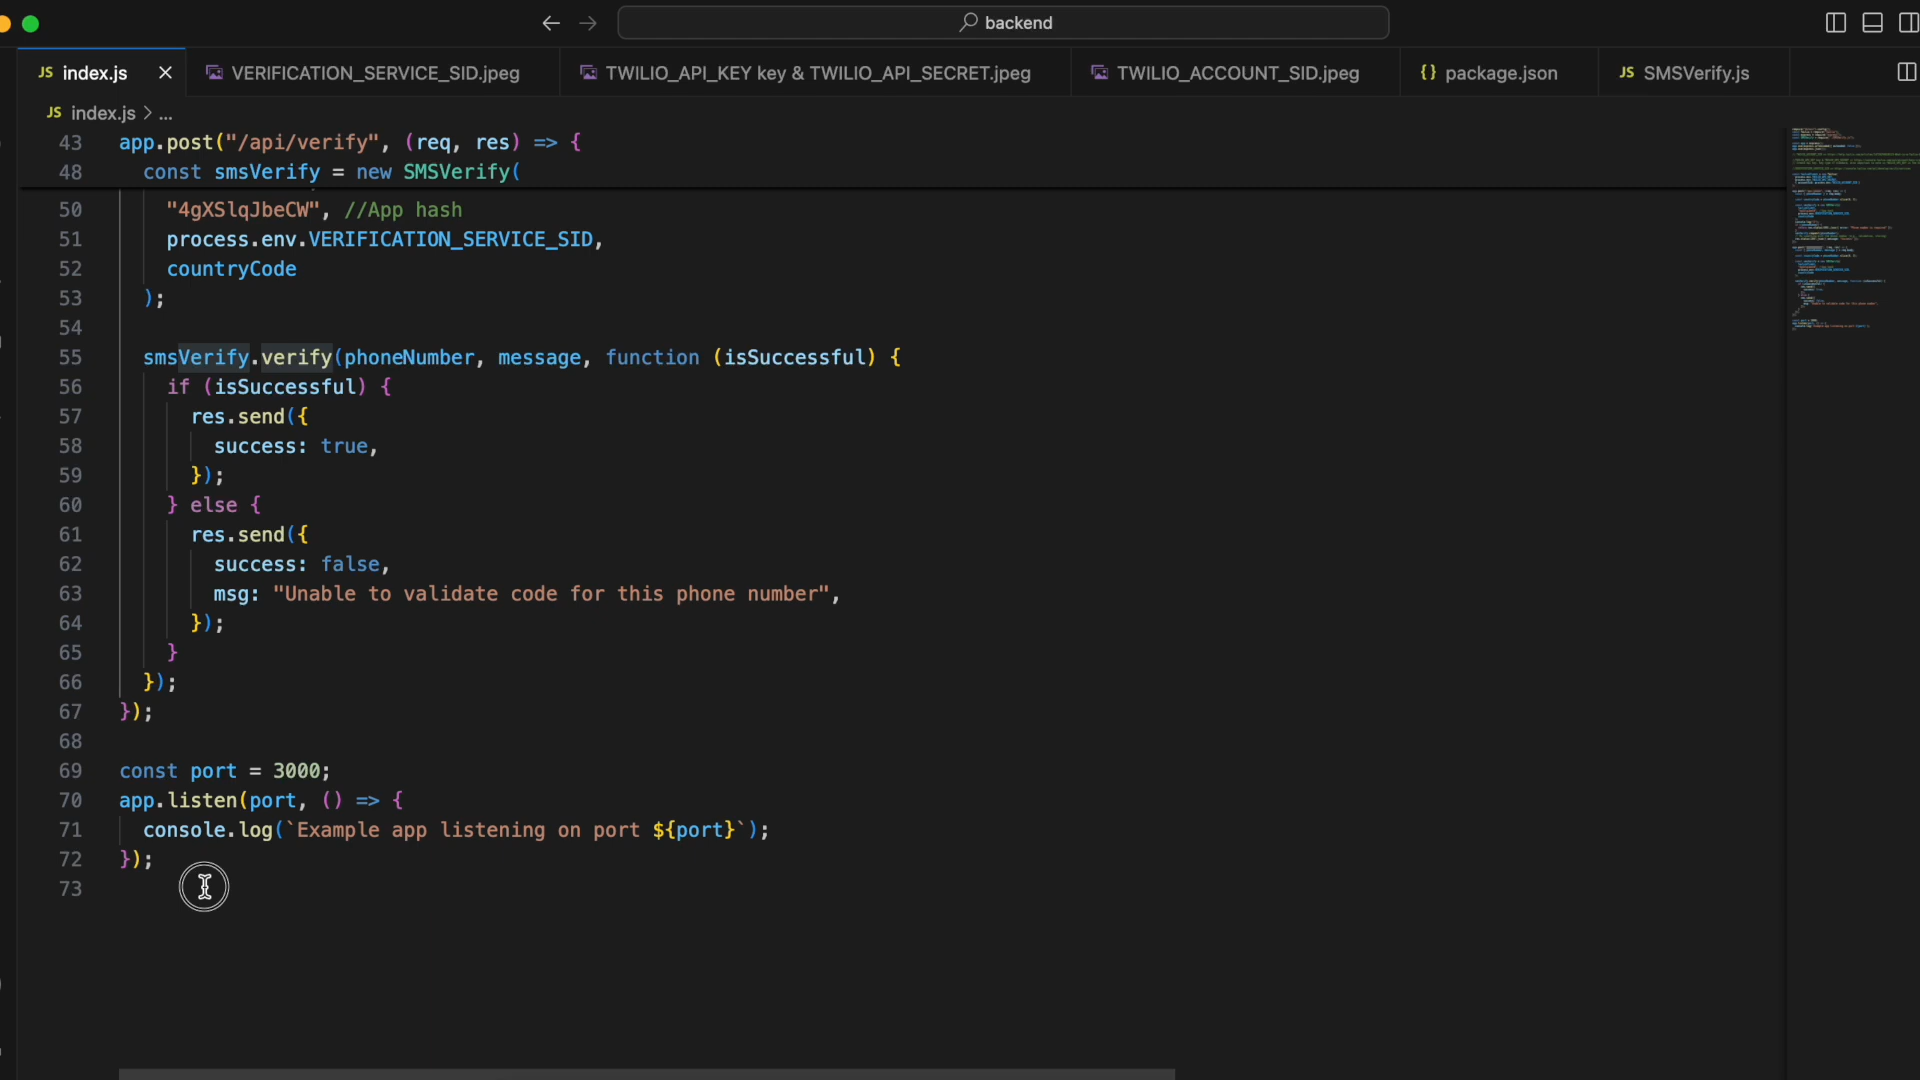 backend
JS index.js
VERIFICATION_SERVICE_SID.jpeg
TWILIO_API_KEY key & TWILIO_API_SECRET.jpeg
TWILIO_ACCOUNT_SID.jpeg
{} package.json
JS SMSVerify.js
JS index.js > ...
43 app.post("/api/verify", (req, res) => {
48 const smsVerify = new SMSVerify(
50 "4gXSlqJbeCW", //App hash
51 process.env.VERIFICATION_SERVICE_SID,
52 countryCode
53 );
54
55 smsVerify.verify(phoneNumber, message, function (isSuccessful) {
56 if (isSuccessful) {
57 res.send({
58 success: true,
59 });
60 } else {
61 res.send({
62 success: false,
63 msg: "Unable to validate code for this phone number",
64 });
65 }
66 });
67 });
68
69 const port = 3000;
70 app.listen(port, () => {
71 console.log(`Example app listening on port ${port}`);
72 });
73